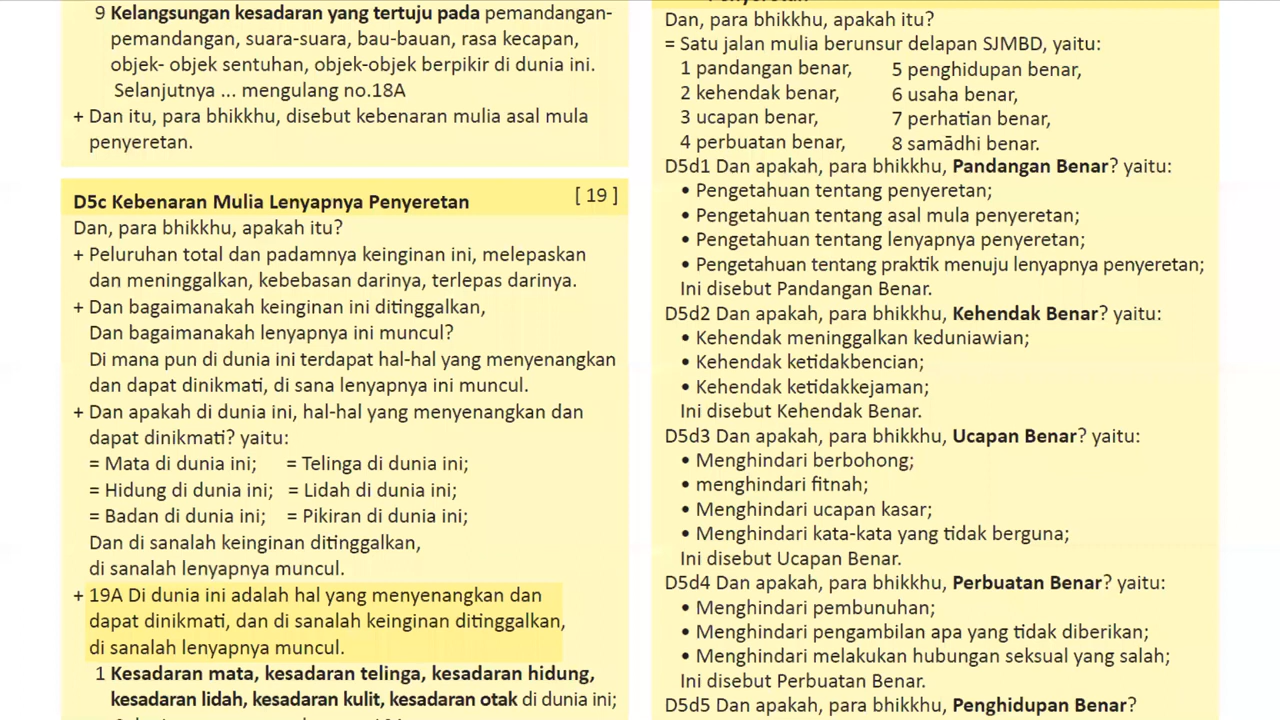 9 Kelangsungan kesadaran yang tertuju pada pemandangan-
pemandangan, suara-suara, bau-bauan, rasa kecapan,
objek- objek sentuhan, objek-objek berpikir di dunia ini.
Selanjutnya ... mengulang no.18A
+ Dan itu, para bhikkhu, disebut kebenaran mulia asal mula
penyeretan.
D5c Kebenaran Mulia Lenyapnya Penyeretan [ 19 ]
Dan, para bhikkhu, apakah itu?
+ Peluruhan total dan padamnya keinginan ini, melepaskan
dan meninggalkan, kebebasan darinya, terlepas darinya.
+ Dan bagaimanakah keinginan ini ditinggalkan,
Dan bagaimanakah lenyapnya ini muncul?
Di mana pun di dunia ini terdapat hal-hal yang menyenangkan
dan dapat dinikmati, di sana lenyapnya ini muncul.
+ Dan apakah di dunia ini, hal-hal yang menyenangkan dan
dapat dinikmati? yaitu:
= Mata di dunia ini; = Telinga di dunia ini;
= Hidung di dunia ini; = Lidah di dunia ini;
= Badan di dunia ini; = Pikiran di dunia ini;
Dan di sanalah keinginan ditinggalkan,
di sanalah lenyapnya muncul.
+ 19A Di dunia ini adalah hal yang menyenangkan dan
dapat dinikmati, dan di sanalah keinginan ditinggalkan,
di sanalah lenyapnya muncul.
1 Kesadaran mata, kesadaran telinga, kesadaran hidung,
kesadaran lidah, kesadaran kulit, kesadaran otak di dunia ini;
Dan, para bhikkhu, apakah itu?
= Satu jalan mulia berunsur delapan SJMBD, yaitu:
1 pandangan benar, 5 penghidupan benar,
2 kehendak benar, 6 usaha benar,
3 ucapan benar, 7 perhatian benar,
4 perbuatan benar, 8 samādhi benar.
D5d1 Dan apakah, para bhikkhu, Pandangan Benar? yaitu:
• Pengetahuan tentang penyeretan;
• Pengetahuan tentang asal mula penyeretan;
• Pengetahuan tentang lenyapnya penyeretan;
• Pengetahuan tentang praktik menuju lenyapnya penyeretan;
Ini disebut Pandangan Benar.
D5d2 Dan apakah, para bhikkhu, Kehendak Benar? yaitu:
• Kehendak meninggalkan keduniawian;
• Kehendak ketidakbencian;
• Kehendak ketidakkejaman;
Ini disebut Kehendak Benar.
D5d3 Dan apakah, para bhikkhu, Ucapan Benar? yaitu:
• Menghindari berbohong;
• menghindari fitnah;
• Menghindari ucapan kasar;
• Menghindari kata-kata yang tidak berguna;
Ini disebut Ucapan Benar.
D5d4 Dan apakah, para bhikkhu, Perbuatan Benar? yaitu:
• Menghindari pembunuhan;
• Menghindari pengambilan apa yang tidak diberikan;
• Menghindari melakukan hubungan seksual yang salah;
Ini disebut Perbuatan Benar.
D5d5 Dan apakah, para bhikkhu, Penghidupan Benar?